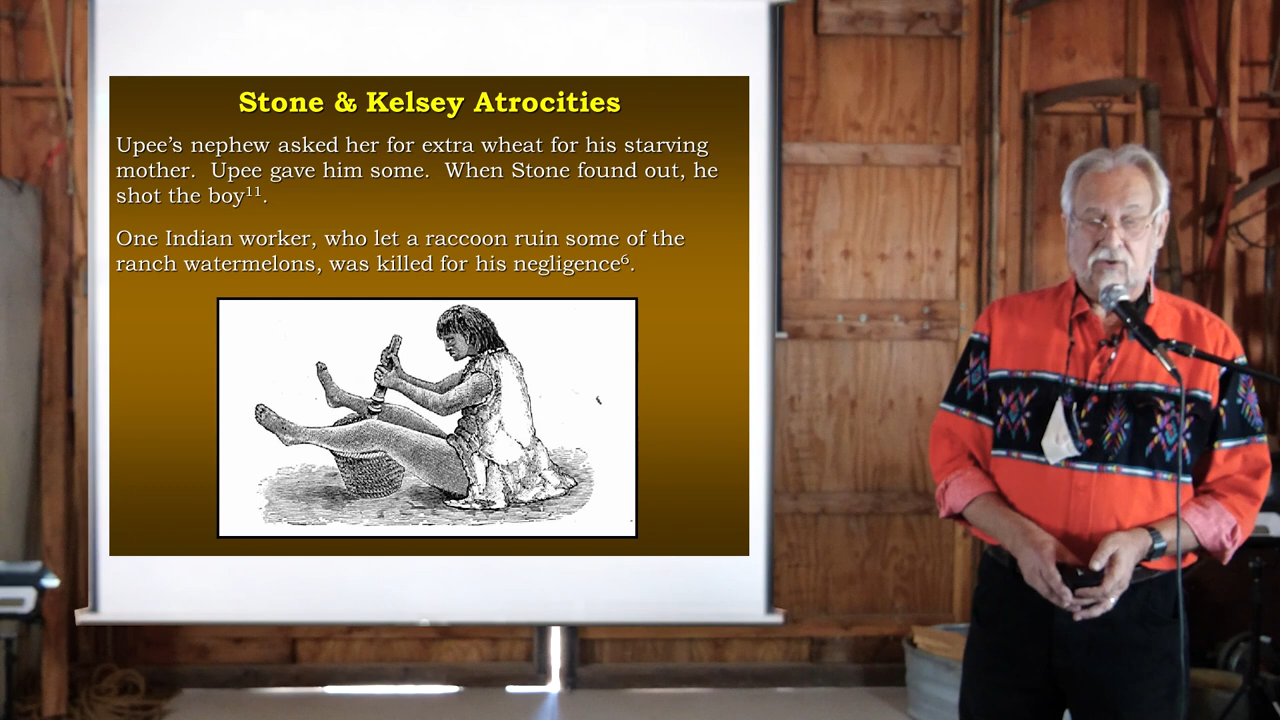 Stone & Kelsey Atrocities
Upee’s nephew asked her for extra wheat for his starving
mother.  Upee gave him some.  When Stone found out, he
shot the boy¹¹.
One Indian worker, who let a raccoon ruin some of the
ranch watermelons, was killed for his negligence⁶.